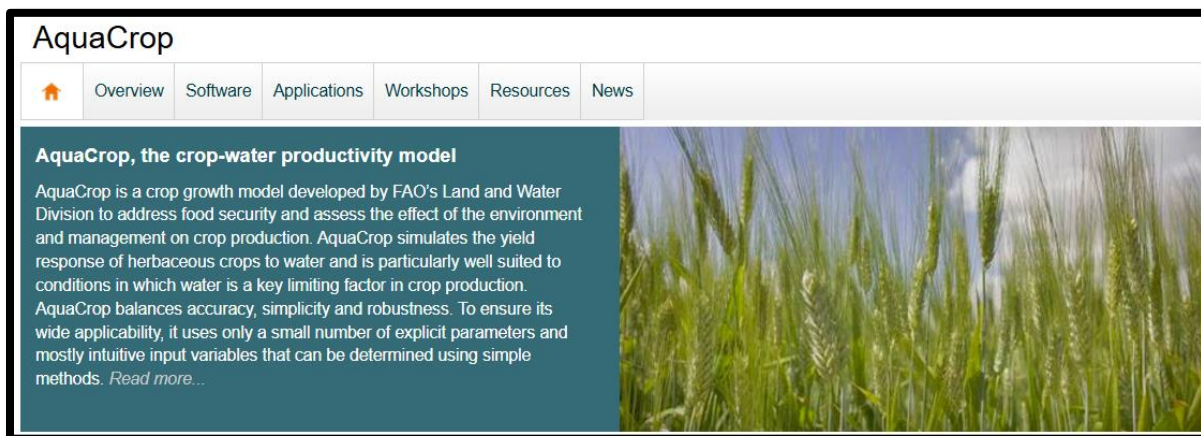 AquaCrop
Overview Software Applications Workshops Resources News
AquaCrop, the crop-water productivity model
AquaCrop is a crop growth model developed by FAO's Land and Water
Division to address food security and assess the effect of the environment
and management on crop production. AquaCrop simulates the yield
response of herbaceous crops to water and is particularly well suited to
conditions in which water is a key limiting factor in crop production.
AquaCrop balances accuracy, simplicity and robustness. To ensure its
wide applicability, it uses only a small number of explicit parameters and
mostly intuitive input variables that can be determined using simple
methods. Read more...